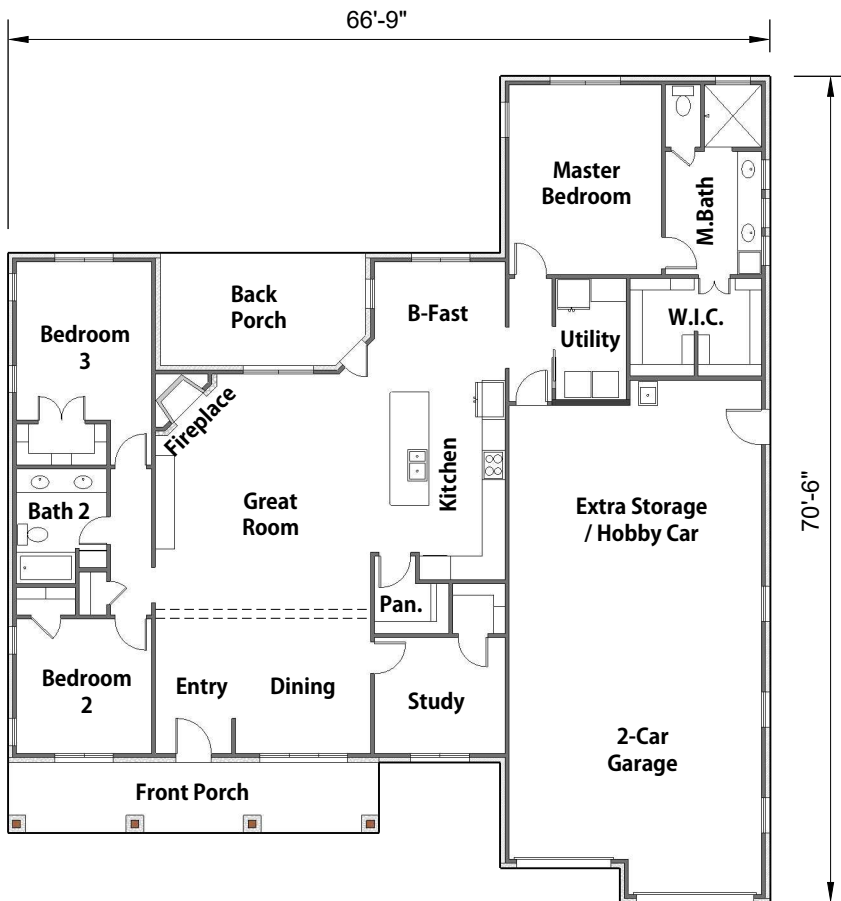 66'-9"
Master
Bedroom
M.Bath
Back
Porch
B-Fast
W.I.C.
Utility
Bedroom
3
Fireplace
Kitchen
70'-6"
Great
Room
Extra Storage
/ Hobby Car
Bath 2
Pan.
Bedroom
2
Entry
Dining
Study
2-Car
Garage
Front Porch